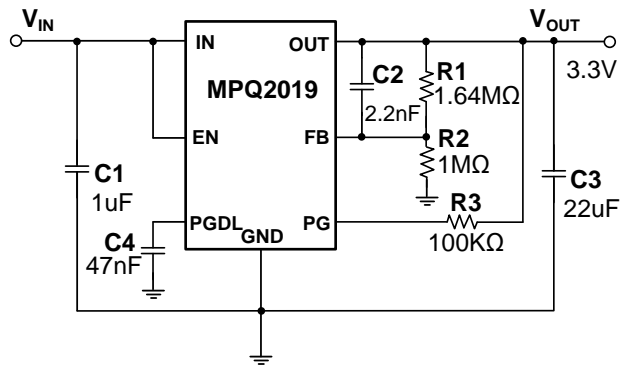 VIN
IN
OUT
VOUT
3.3V
MPQ2019
C2
2.2nF
R1
1.64MΩ
EN
FB
R2
1MΩ
C1
1uF
C3
22uF
PGDL
GND
PG
R3
100KΩ
C4
47nF